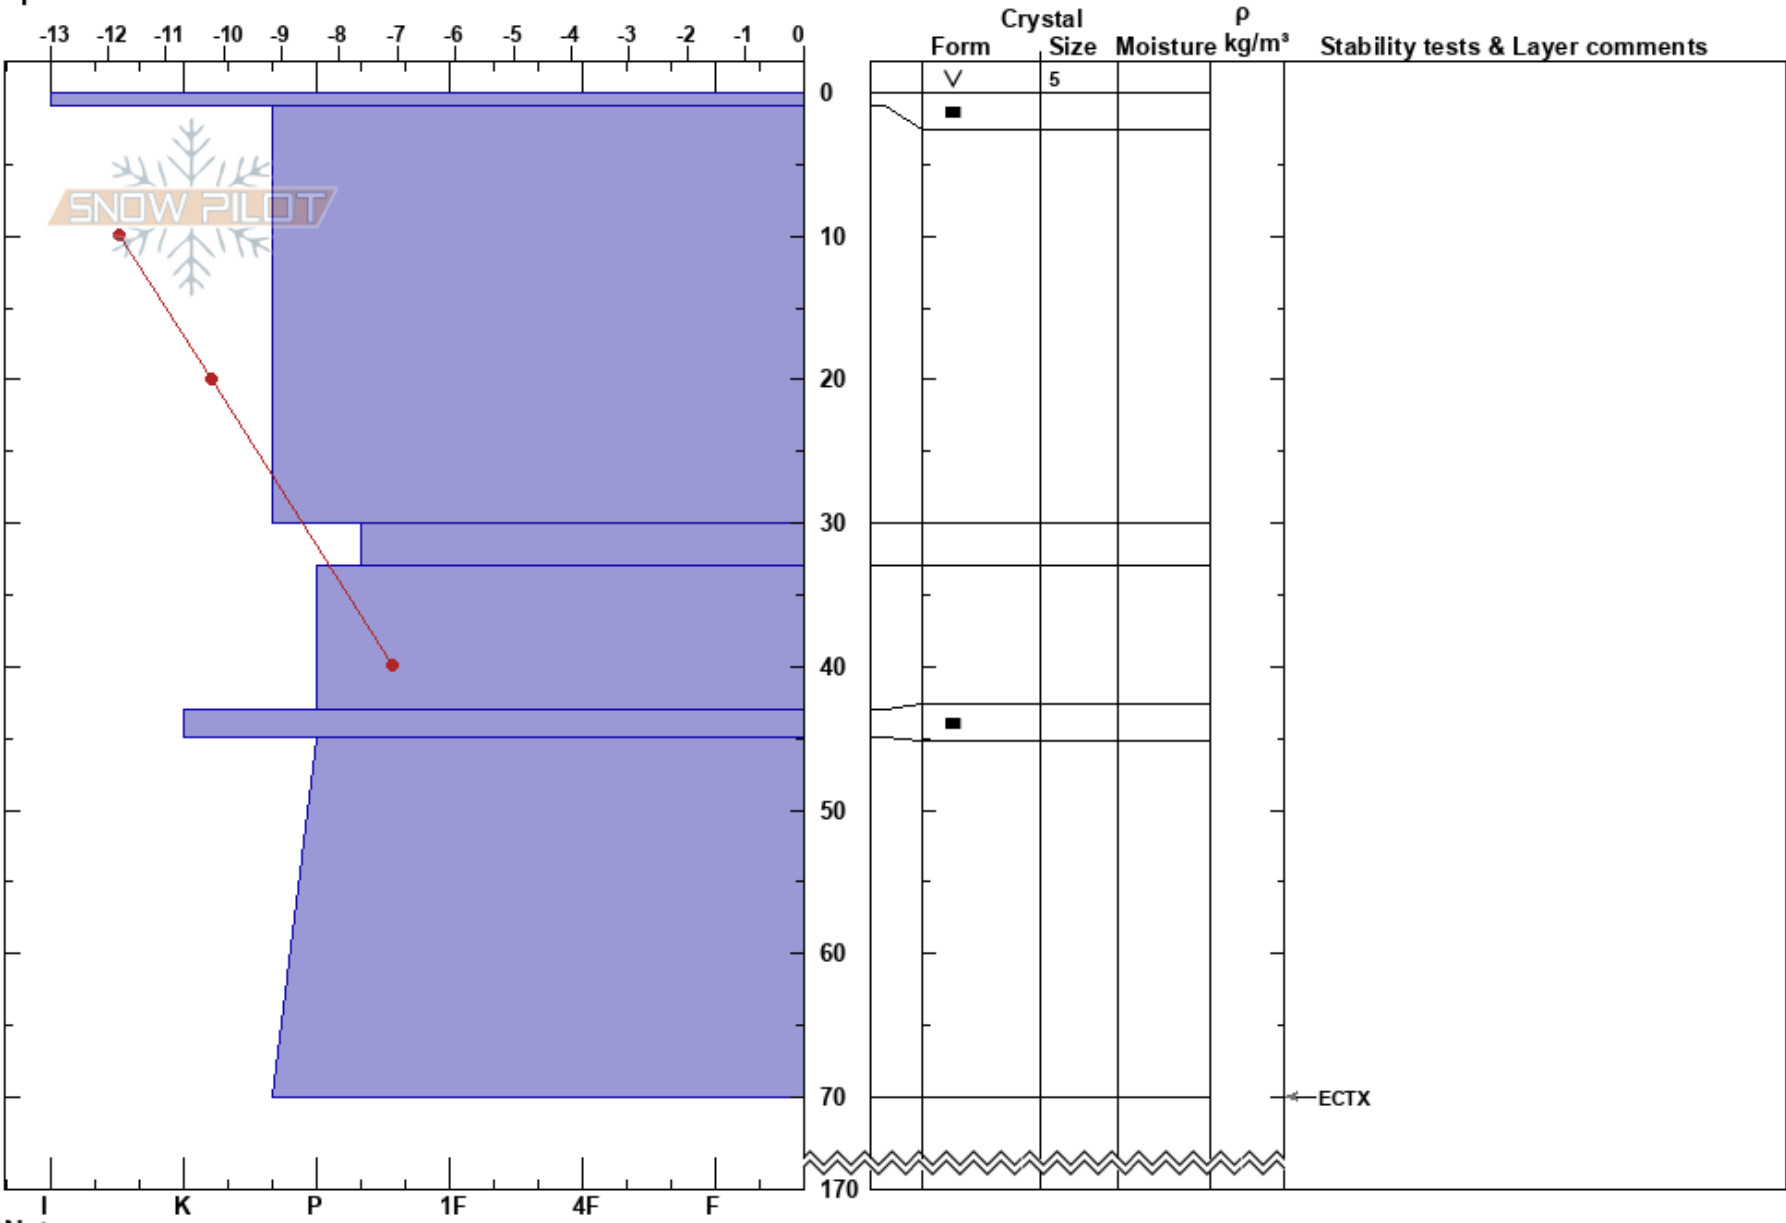 Crystal ρ
-13 -12 -11 -10 -9 -8 -7 -6 -5 -4 -3 -2 -1 0 Form Size Moisture kg/m³ Stability tests & Layer comments
5
0
SNOW PILOT
10
20
30
40
50
60
70 ECTX
170
I K P 1F 4F F